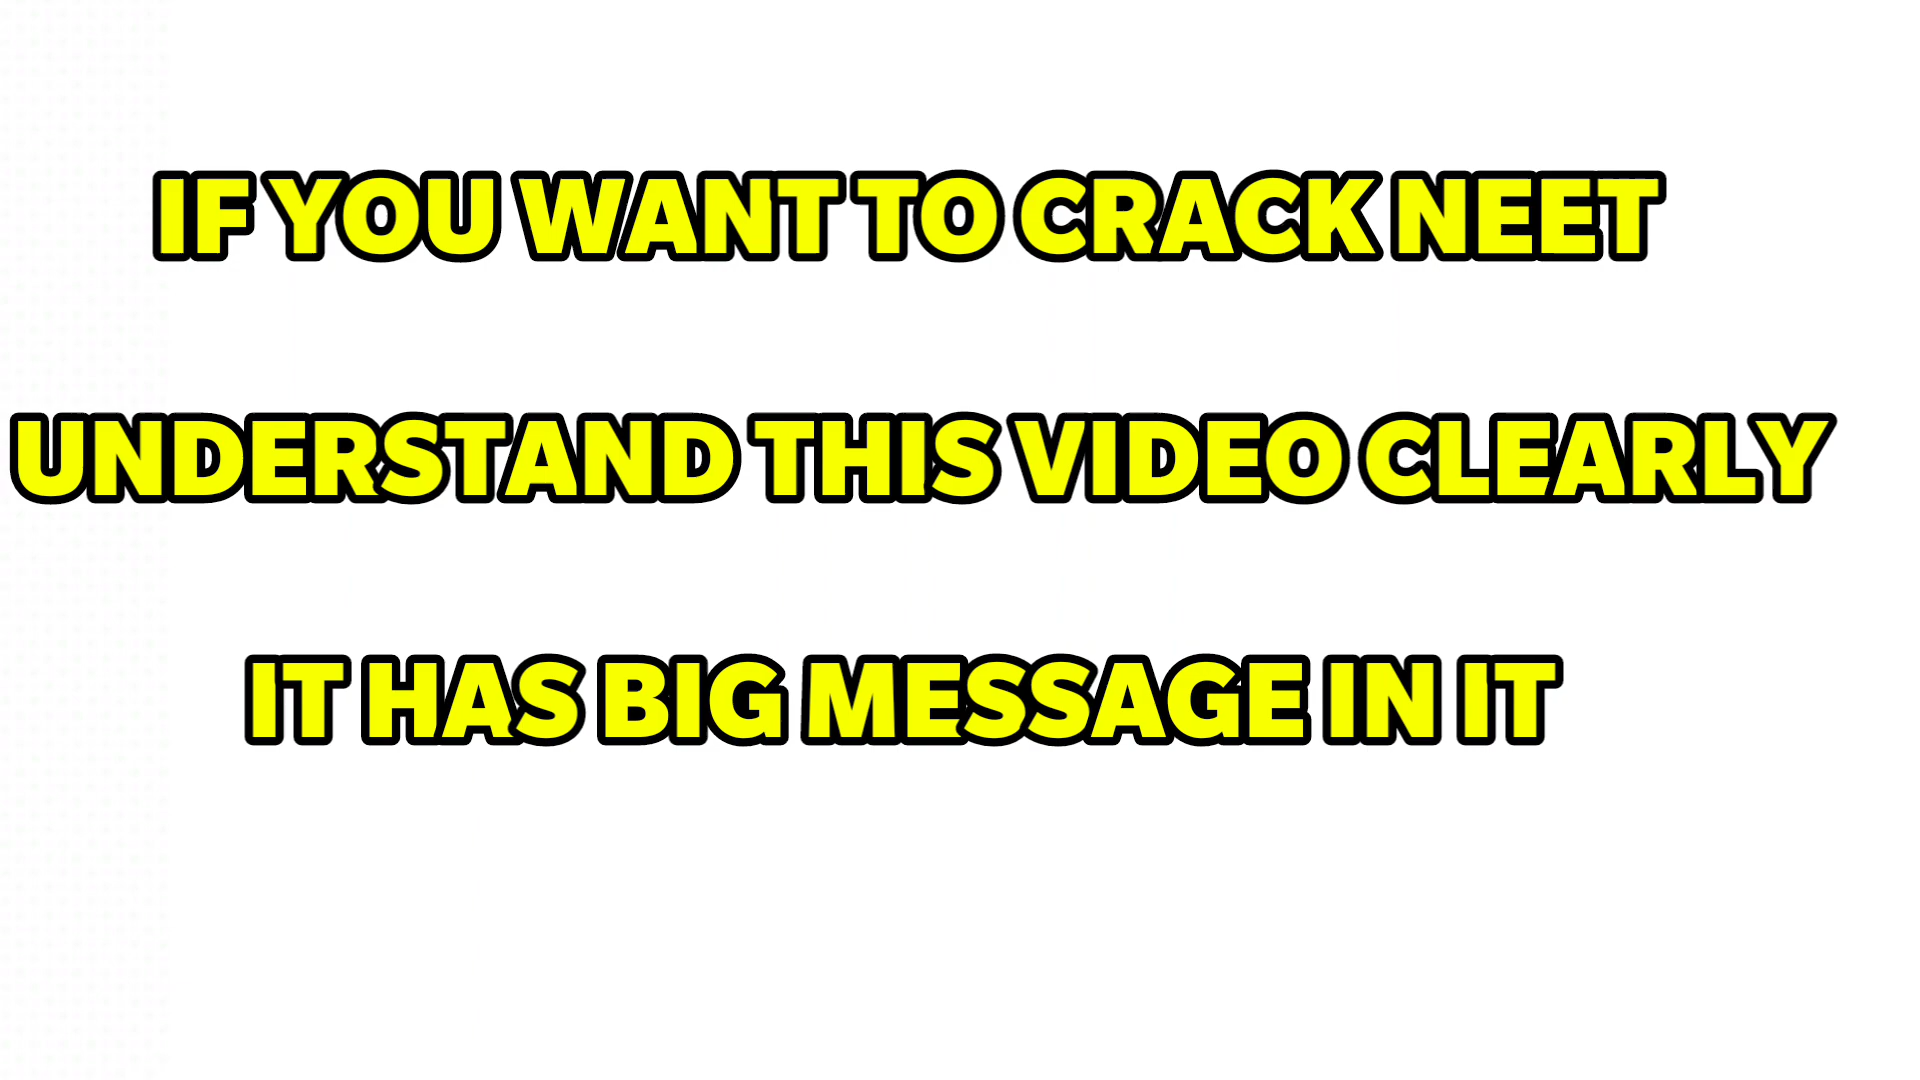 IF YOU WANT TO CRACK NEET
UNDERSTAND THIS VIDEO CLEARLY
IT HAS BIG MESSAGE IN IT